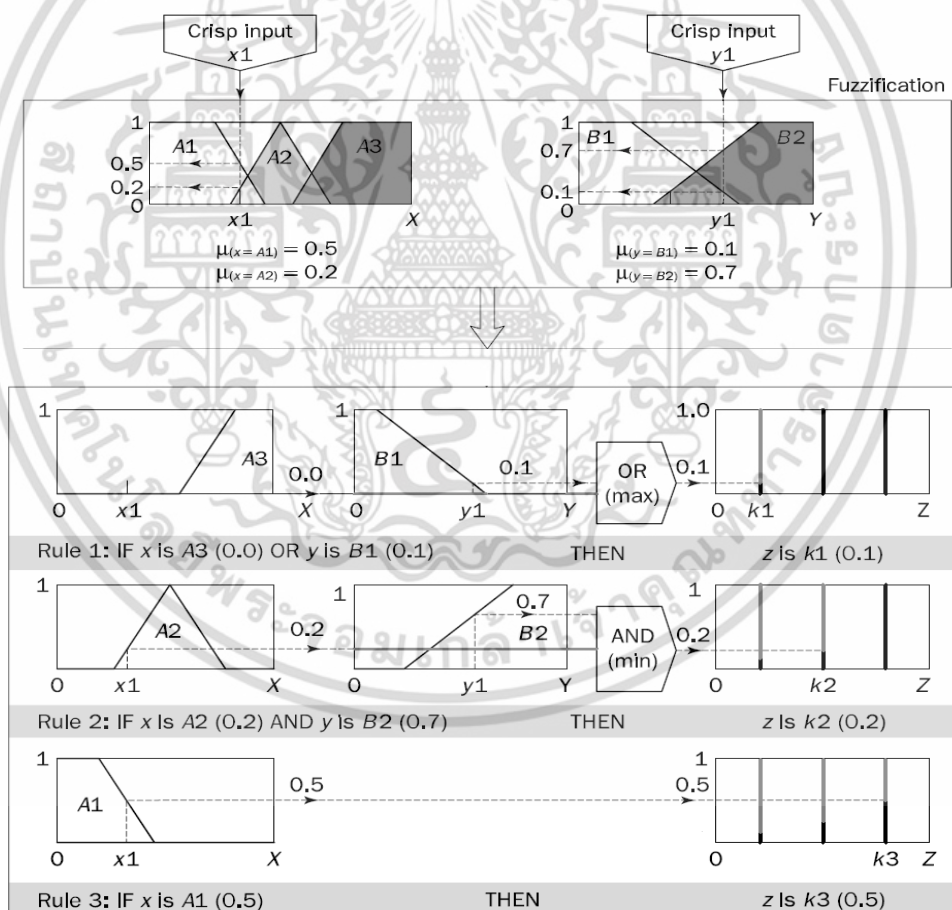 Crisp input
x1
Crisp input
y1
Fuzzification
1
0.5
0.2
0
A1
A2
A3
x1
X
μ(x = A1) = 0.5
μ(x = A2) = 0.2
1
0.7
0.1
0
B1
B2
y1
Y
μ(y = B1) = 0.1
μ(y = B2) = 0.7
1
A3
0.0
0
x1
X
1
B1
0.1
0
y1
Y
OR
(max)
0.1
1.0
0
k1
Z
Rule 1: IF x is A3 (0.0) OR y is B1 (0.1)
THEN
z is k1 (0.1)
1
A2
0.2
0
x1
X
1
0.7
B2
0
y1
Y
AND
(min)
0.2
1
0
k2
Z
Rule 2: IF x is A2 (0.2) AND y is B2 (0.7)
THEN
z is k2 (0.2)
1
A1
0.5
0
x1
X
1
0.5
0
k3
Z
Rule 3: IF x is A1 (0.5)
THEN
z is k3 (0.5)